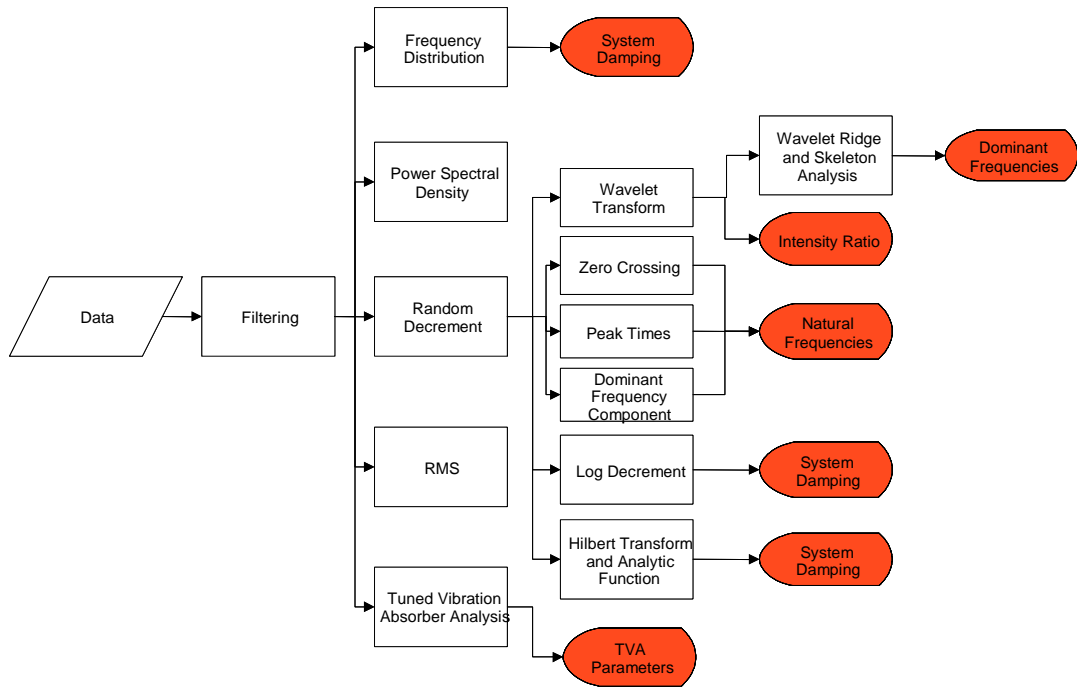 Frequency
Distribution
System
Damping
Power Spectral
Density
Wavelet
Transform
Wavelet Ridge
and Skeleton
Analysis
Dominant
Frequencies
Intensity Ratio
Data
Filtering
Random
Decrement
Zero Crossing
Peak Times
Dominant
Frequency
Component
Natural
Frequencies
RMS
Log Decrement
System
Damping
Hilbert Transform
and Analytic
Function
System
Damping
Tuned Vibration
Absorber Analysis
TVA
Parameters